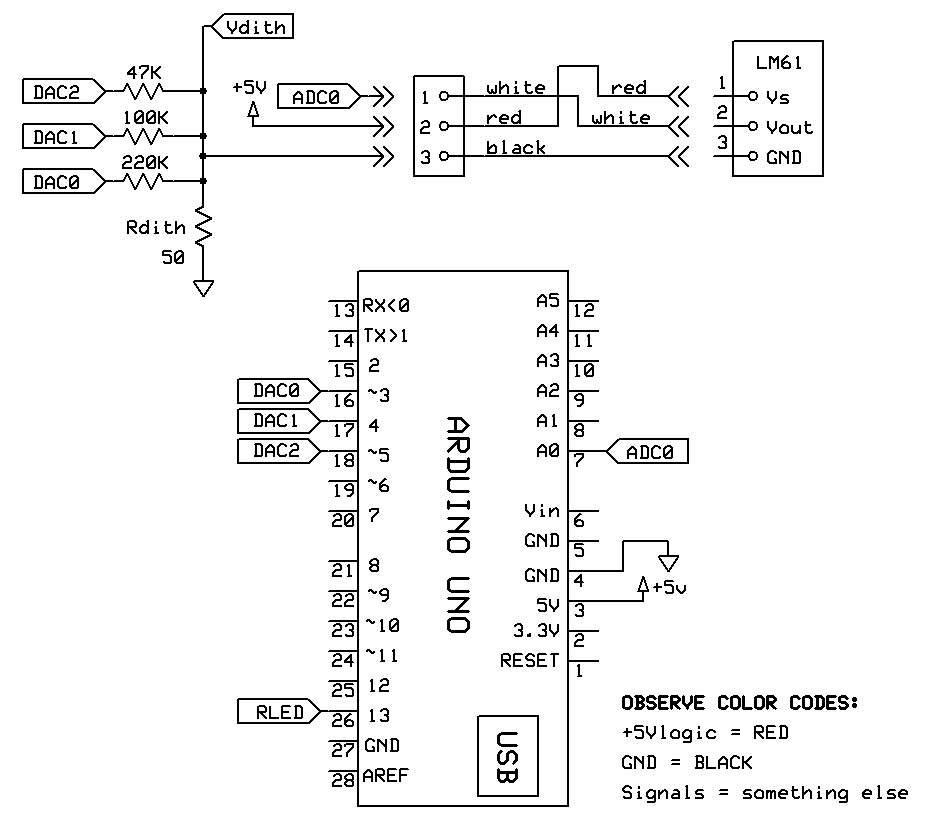 Vdith
47K
DAC2
100K
DAC1
220K
DAC0
Rdith
50
+5V
ADC0
1
2
3
white
red
black
red
white
LM61
1 Vs
2 Vout
3 GND
ARDUINO UNO
13 RX<0
14 TX>1
15 2
DAC0 16 ~3
DAC1 17 4
DAC2 18 ~5
19 ~6
20 7
21 8
22 ~9
23 ~10
24 ~11
25 12
RLED 26 13
27 GND
28 AREF
A5 12
A4 11
A3 10
A2 9
A1 8
A0 7 ADC0
Vin 6
GND 5
GND 4
5V 3 +5v
3.3V 2
RESET 1
USB
OBSERVE COLOR CODES:
+5Vlogic = RED
GND = BLACK
Signals = something else